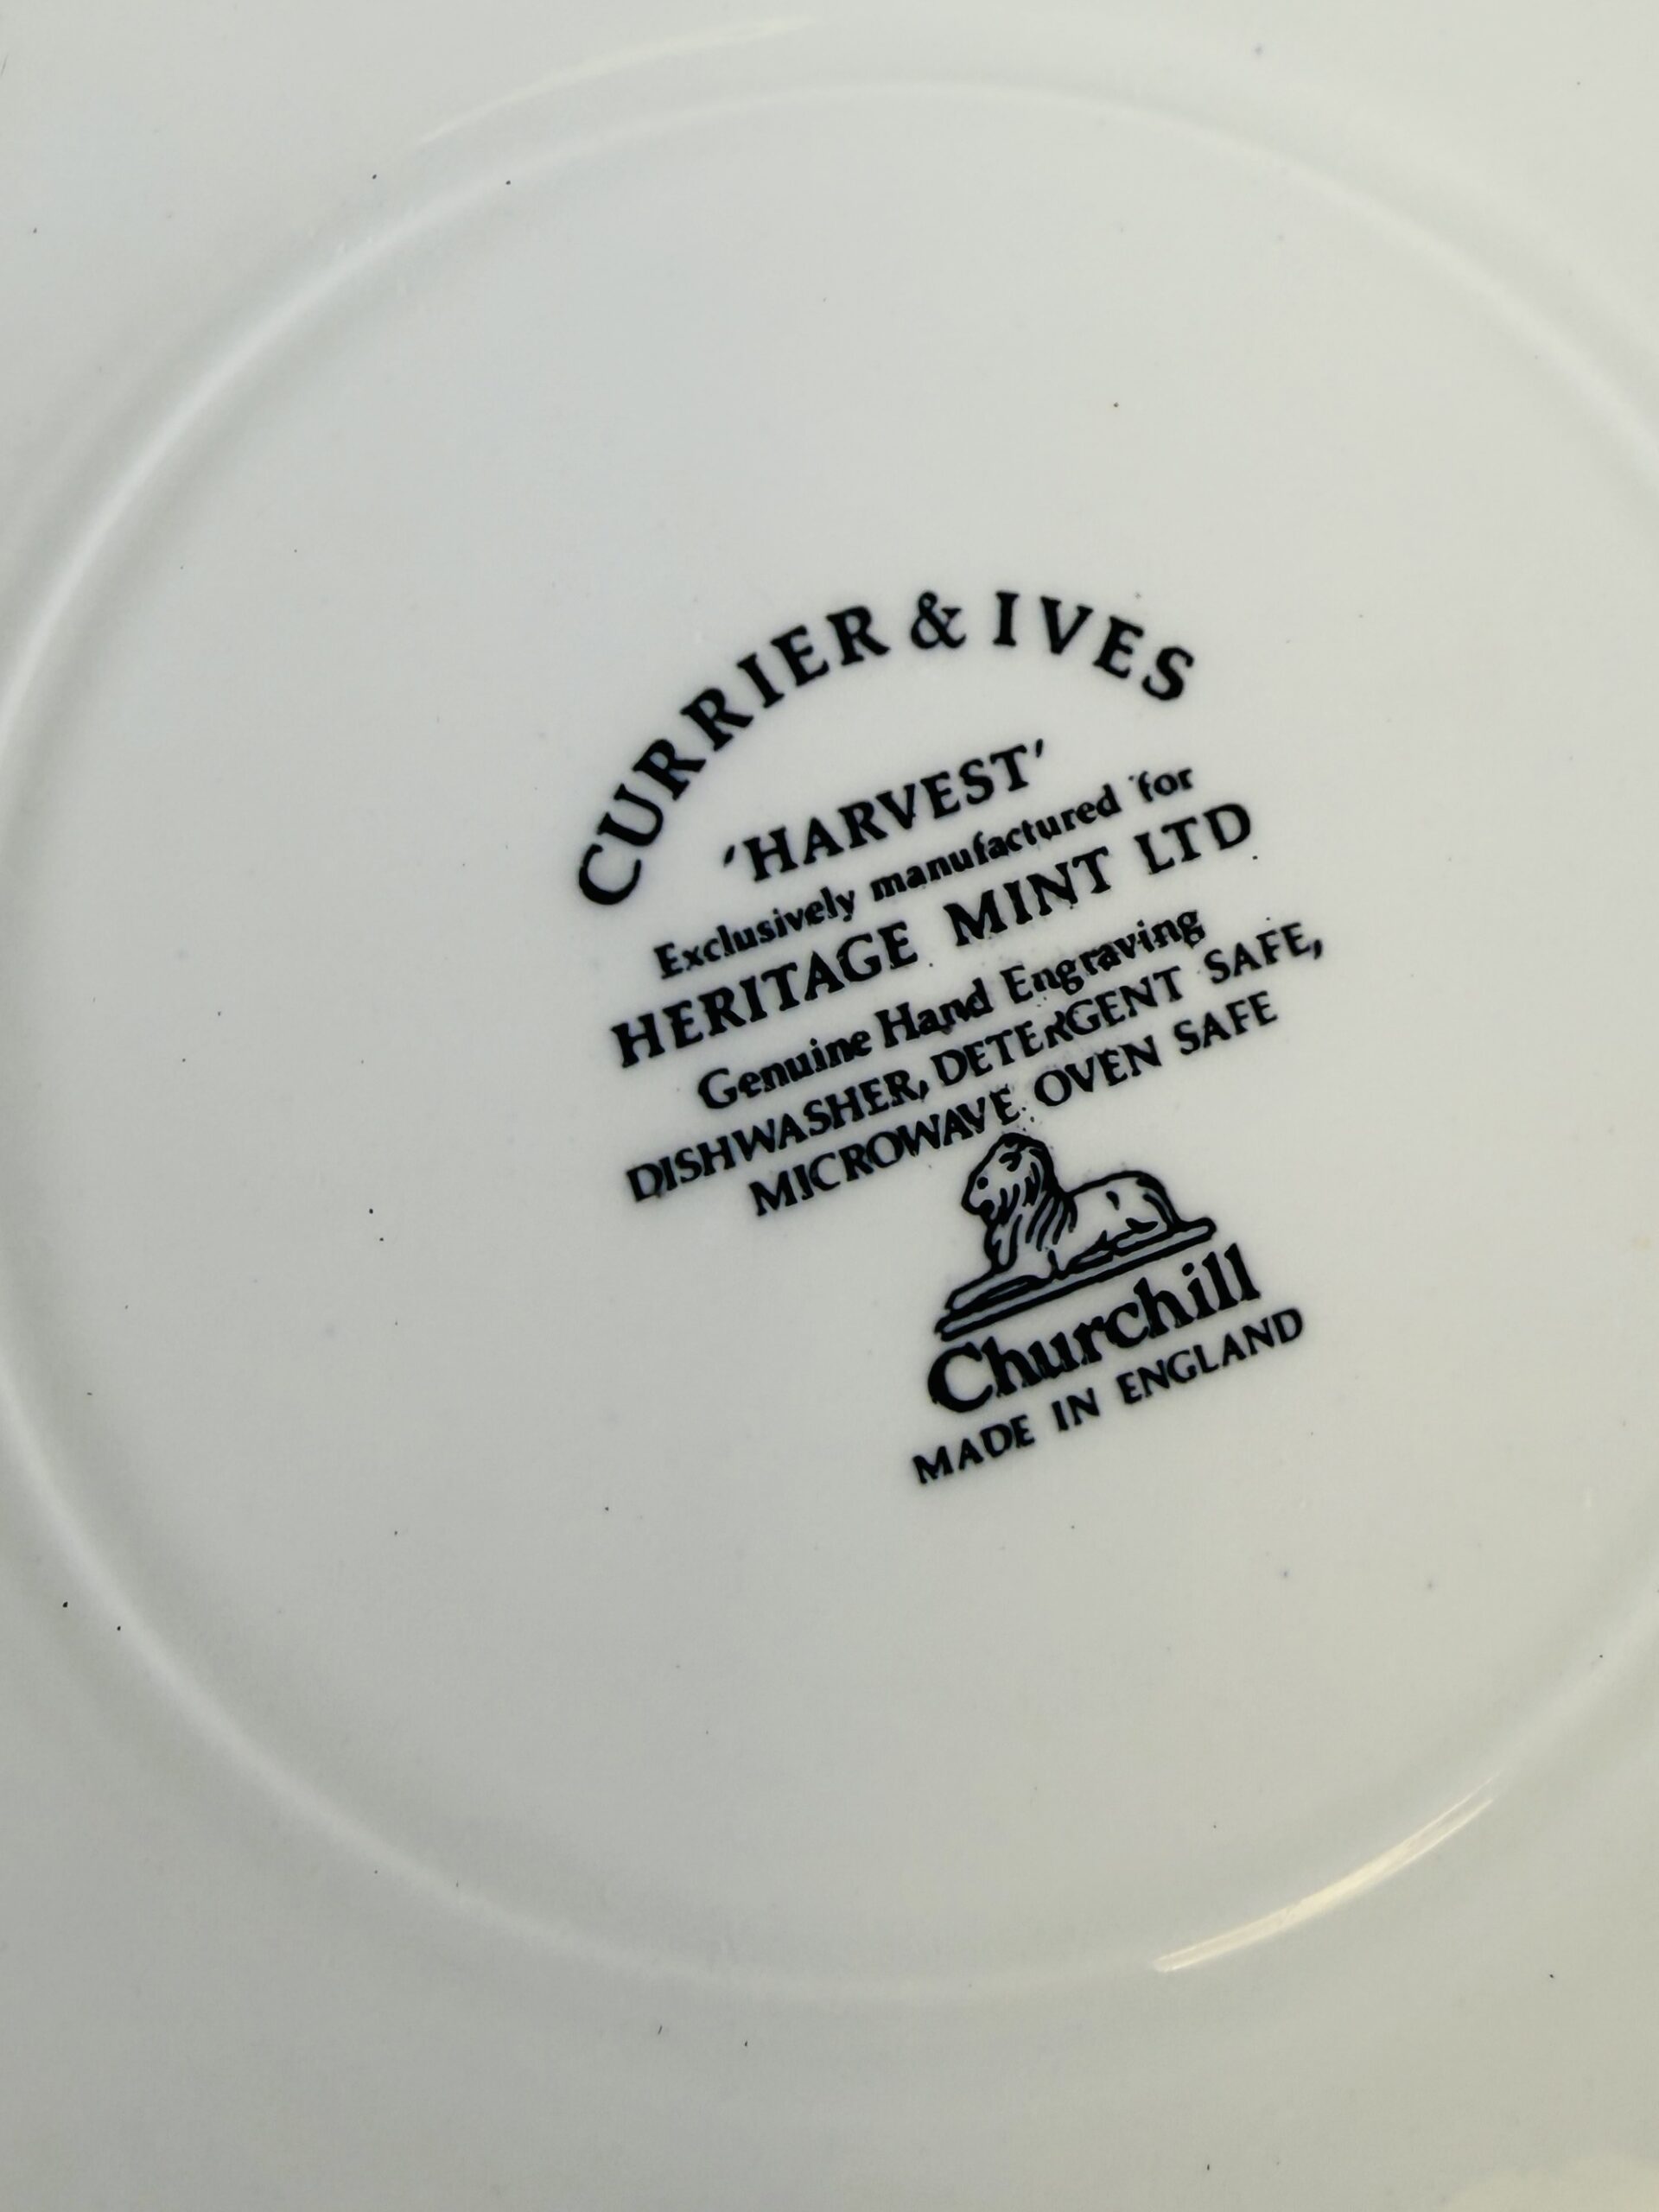 CURRIER & IVES
'HARVEST'
Exclusively manufactured for
HERITAGE MINT LTD
Genuine Hand Engraving
DISHWASHER, DETERGENT SAFE,
MICROWAVE OVEN SAFE
Churchill
MADE IN ENGLAND